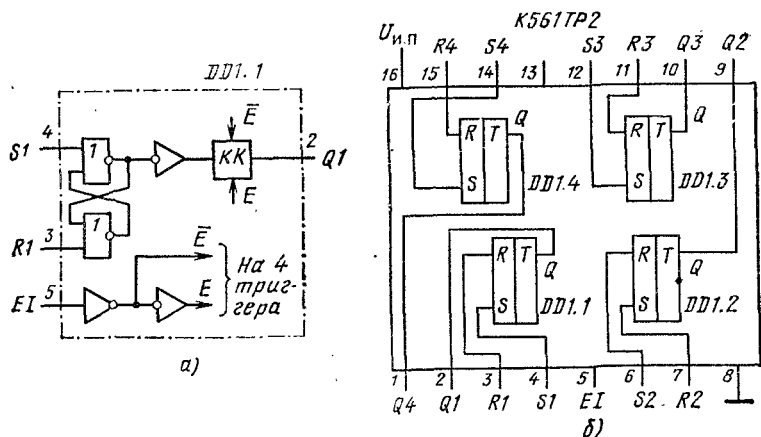 К561ТР2
DD1.1
4
S1
1
Ē
КК
E
2
Q1
1
R1
3
Ē
E
На 4
триг-
гера
EI
5
а)
Uи.п
R4
S4
S3
R3
Q3
Q2
16
15
14
13
12
11
10
9
R T Q
S
DD1.4
R T Q
S
DD1.3
R T Q
S
DD1.1
R T Q
S
DD1.2
1
2
3
4
5
6
7
8
Q4
Q1
R1
S1
EI
S2
R2
б)